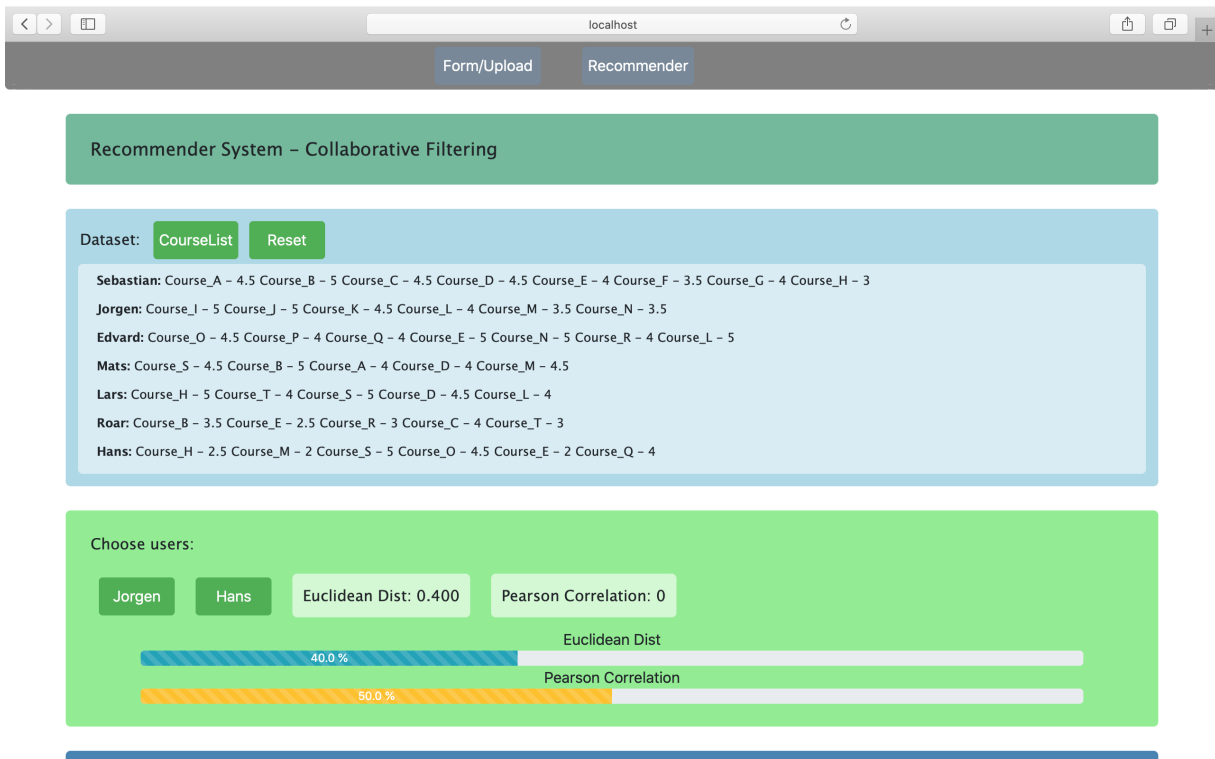 localhost
Form/Upload Recommender
Recommender System – Collaborative Filtering
Dataset: CourseList Reset
Sebastian: Course_A – 4.5 Course_B – 5 Course_C – 4.5 Course_D – 4.5 Course_E – 4 Course_F – 3.5 Course_G – 4 Course_H – 3
Jorgen: Course_I – 5 Course_J – 5 Course_K – 4.5 Course_L – 4 Course_M – 3.5 Course_N – 3.5
Edvard: Course_O – 4.5 Course_P – 4 Course_Q – 4 Course_E – 5 Course_N – 5 Course_R – 4 Course_L – 5
Mats: Course_S – 4.5 Course_B – 5 Course_A – 4 Course_D – 4 Course_M – 4.5
Lars: Course_H – 5 Course_T – 4 Course_S – 5 Course_D – 4.5 Course_L – 4
Roar: Course_B – 3.5 Course_E – 2.5 Course_R – 3 Course_C – 4 Course_T – 3
Hans: Course_H – 2.5 Course_M – 2 Course_S – 5 Course_O – 4.5 Course_E – 2 Course_Q – 4
Choose users:
Jorgen Hans Euclidean Dist: 0.400 Pearson Correlation: 0
Euclidean Dist
40.0 %
Pearson Correlation
50.0 %